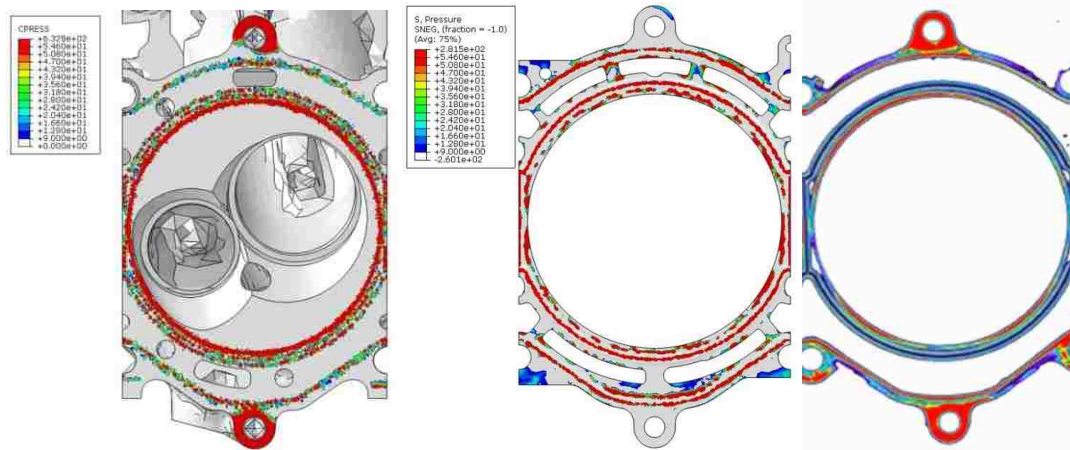 CPRESS
+6.328e+02
+5.460e+01
+5.080e+01
+4.700e+01
+4.320e+01
+3.940e+01
+3.560e+01
+3.180e+01
+2.800e+01
+2.420e+01
+2.040e+01
+1.660e+01
+1.280e+01
+9.000e+00
+0.000e+00
S, Pressure
SNEG, (fraction = -1.0)
(Avg: 75%)
+2.815e+02
+5.460e+01
+5.080e+01
+4.700e+01
+4.320e+01
+3.940e+01
+3.560e+01
+3.180e+01
+2.800e+01
+2.420e+01
+2.040e+01
+1.660e+01
+1.280e+01
+9.000e+00
-2.601e+02